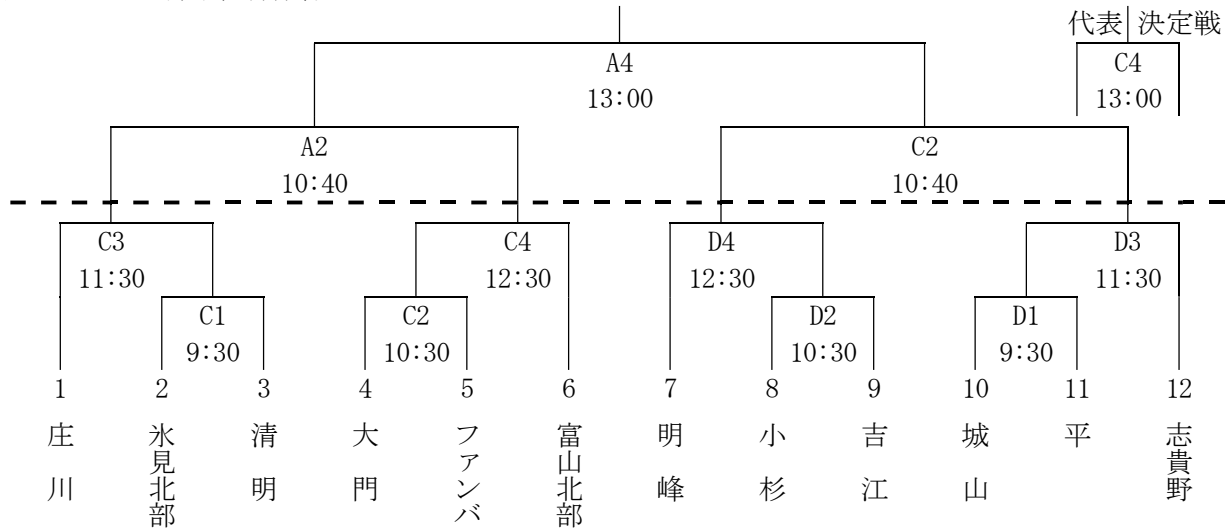 代表 決定戦
A4
13:00
C4
13:00
A2
10:40
C2
10:40
C3
11:30
C4
12:30
D4
12:30
D3
11:30
C1
9:30
C2
10:30
D2
10:30
D1
9:30
1 2 3 4 5 6 7 8 9 10 11 12
庄川
氷見北部
清明
大門
ファンバ
富山北部
明峰
小杉
吉江
城山
平
志貴野